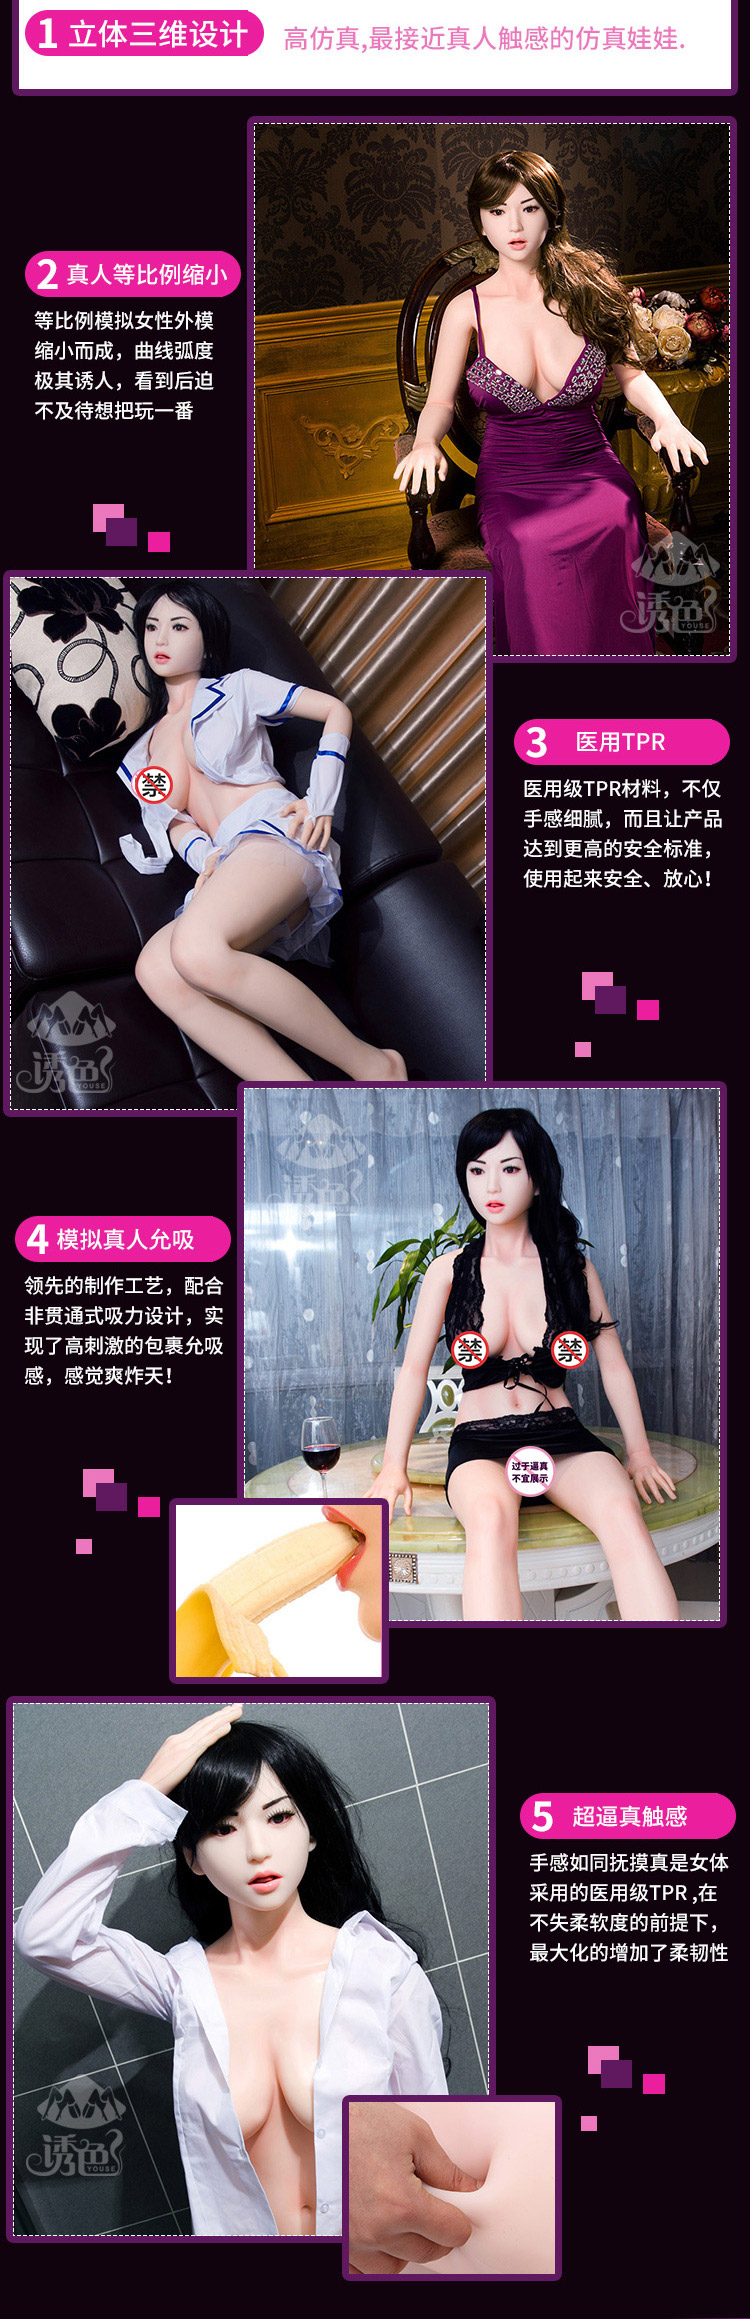 1 立体三维设计
高仿真,最接近真人触感的仿真娃娃.
2 真人等比例缩小
等比例模拟女性外模
缩小而成，曲线弧度
极其诱人，看到后迫
不及待想把玩一番
诱色
YOUSE
3 医用TPR
医用级TPR材料，不仅
手感细腻，而且让产品
达到更高的安全标准，
使用起来安全、放心！
禁
诱色
YOUSE
诱色
4 模拟真人允吸
领先的制作工艺，配合
非贯通式吸力设计，实
现了高刺激的包裹允吸
感，感觉爽炸天！
禁
禁
过于逼真
不宜展示
5 超逼真触感
手感如同抚摸真是女体
采用的医用级TPR ,在
不失柔软度的前提下，
最大化的增加了柔韧性
诱色
YOUSE